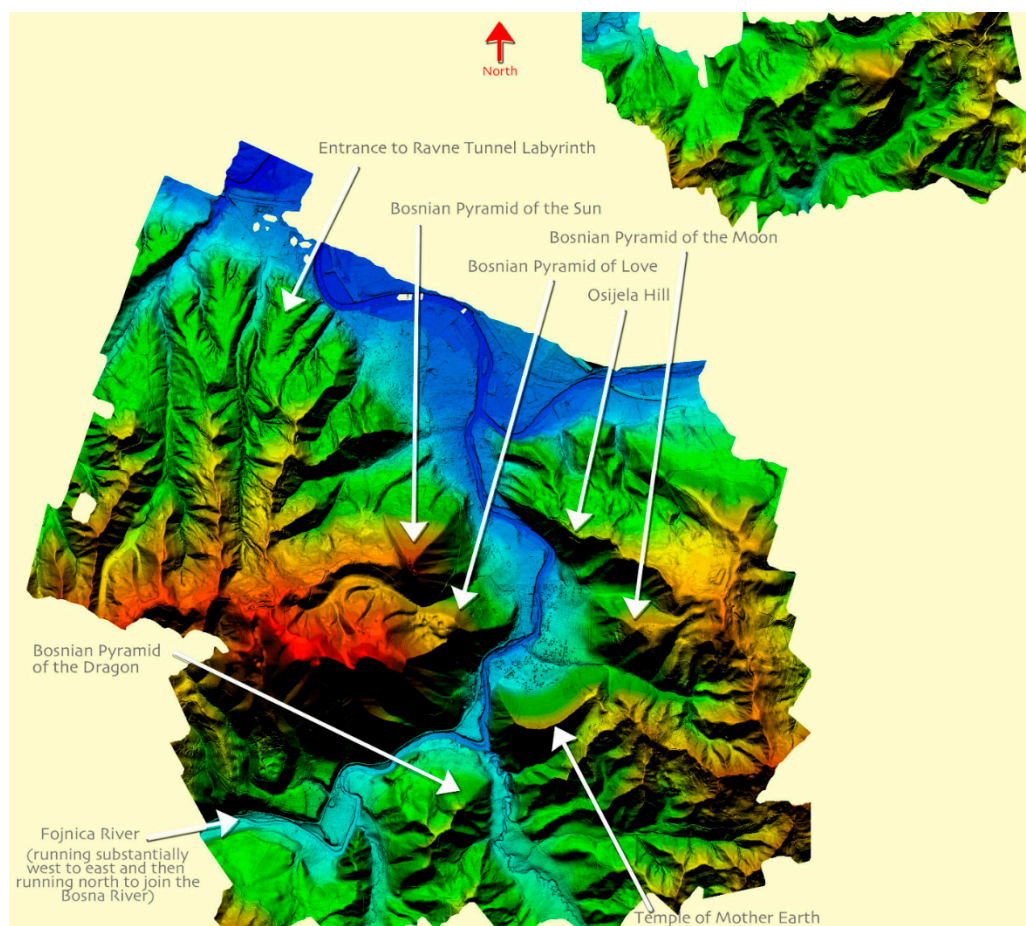 North
Entrance to Ravne Tunnel Labyrinth
Bosnian Pyramid of the Sun
Bosnian Pyramid of the Moon
Bosnian Pyramid of Love
Osijela Hill
Bosnian Pyramid
of the Dragon
Fojnica River
(running substantially
west to east and then
running north to join the
Bosna River)
Temple of Mother Earth